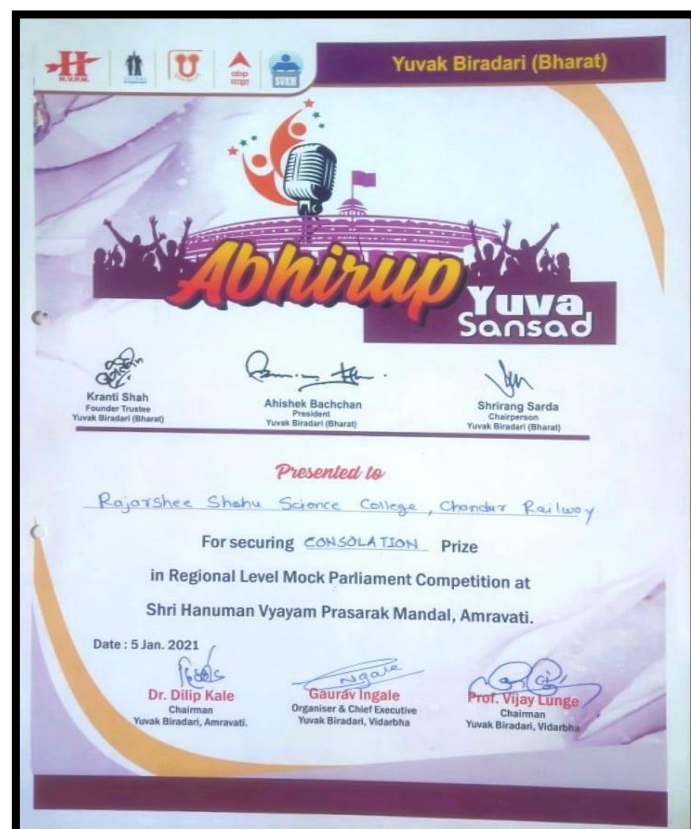 H.V.P.M.
abp
माझा
SVKM
Yuvak Biradari (Bharat)
Abhirup
Yuva
Sansad
Kranti Shah
Founder Trustee
Yuvak Biradari (Bharat)
Ahishek Bachchan
President
Yuvak Biradari (Bharat)
Shrirang Sarda
Chairperson
Yuvak Biradari (Bharat)
Presented to
Rajarshee Shahu Science College, Chandur Railway
For securing CONSOLATION Prize
in Regional Level Mock Parliament Competition at
Shri Hanuman Vyayam Prasarak Mandal, Amravati.
Date : 5 Jan. 2021
Ngale
Dr. Dilip Kale
Chairman
Yuvak Biradari, Amravati.
Gaurav Ingale
Organiser & Chief Executive
Yuvak Biradari, Vidarbha
Prof. Vijay Lunge
Chairman
Yuvak Biradari, Vidarbha